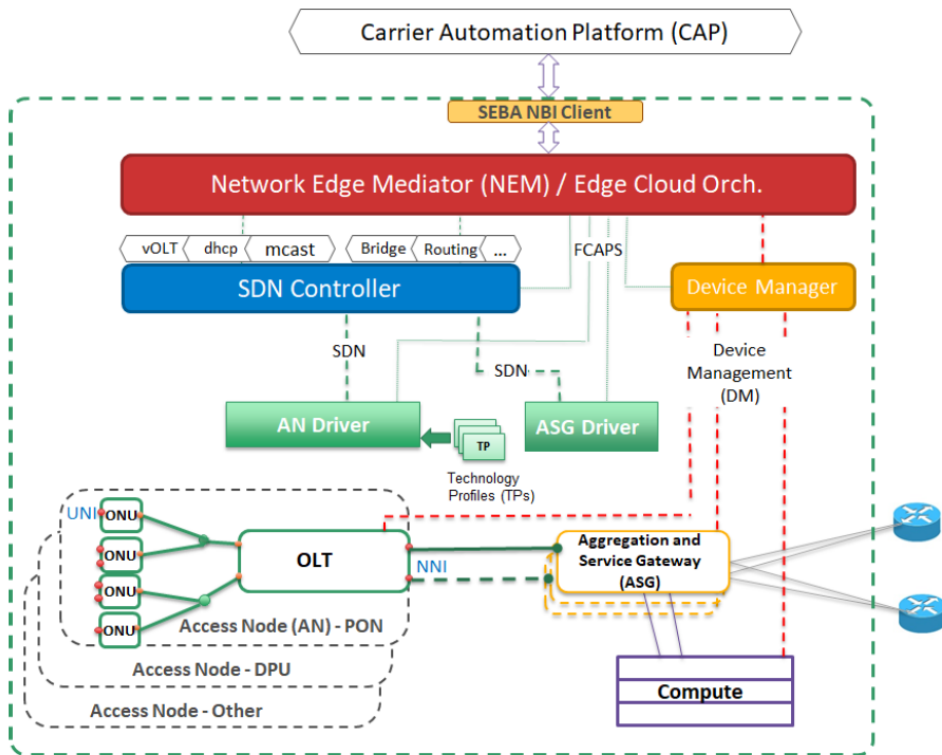 Carrier Automation Platform (CAP)
SEBA NBI Client
Network Edge Mediator (NEM) / Edge Cloud Orch.
vOLT
dhcp
mcast
Bridge
Routing
...
FCAPS
SDN Controller
Device Manager
SDN
SDN
Device
Management
(DM)
AN Driver
TP
ASG Driver
Technology
Profiles (TPs)
UNI
ONU
ONU
ONU
ONU
OLT
NNI
Aggregation and
Service Gateway
(ASG)
Access Node (AN) - PON
Access Node - DPU
Access Node - Other
Compute